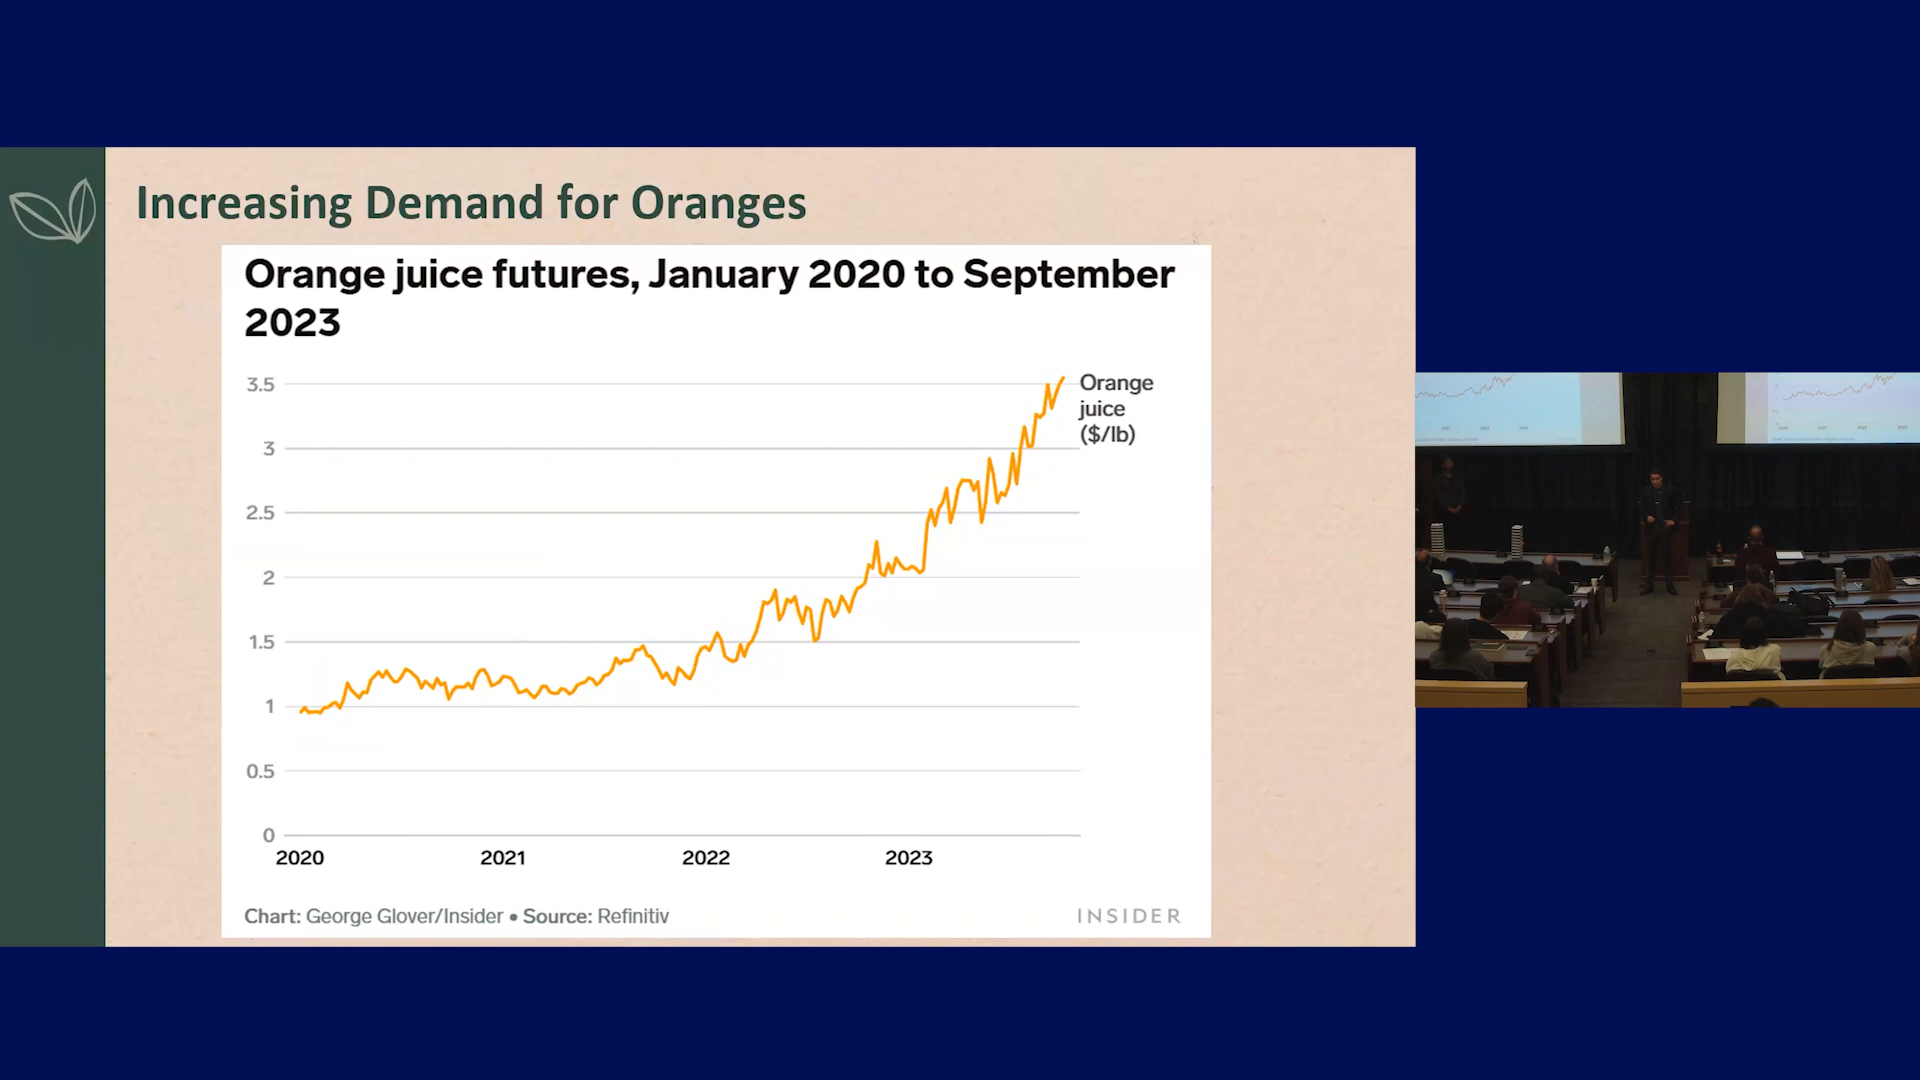 Increasing Demand for Oranges
Orange juice futures, January 2020 to September
2023
3.5
3
2.5
2
1.5
1
0.5
0
Orange
juice
($/lb)
2020 2021 2022 2023
Chart: George Glover/Insider • Source: Refinitiv
INSIDER